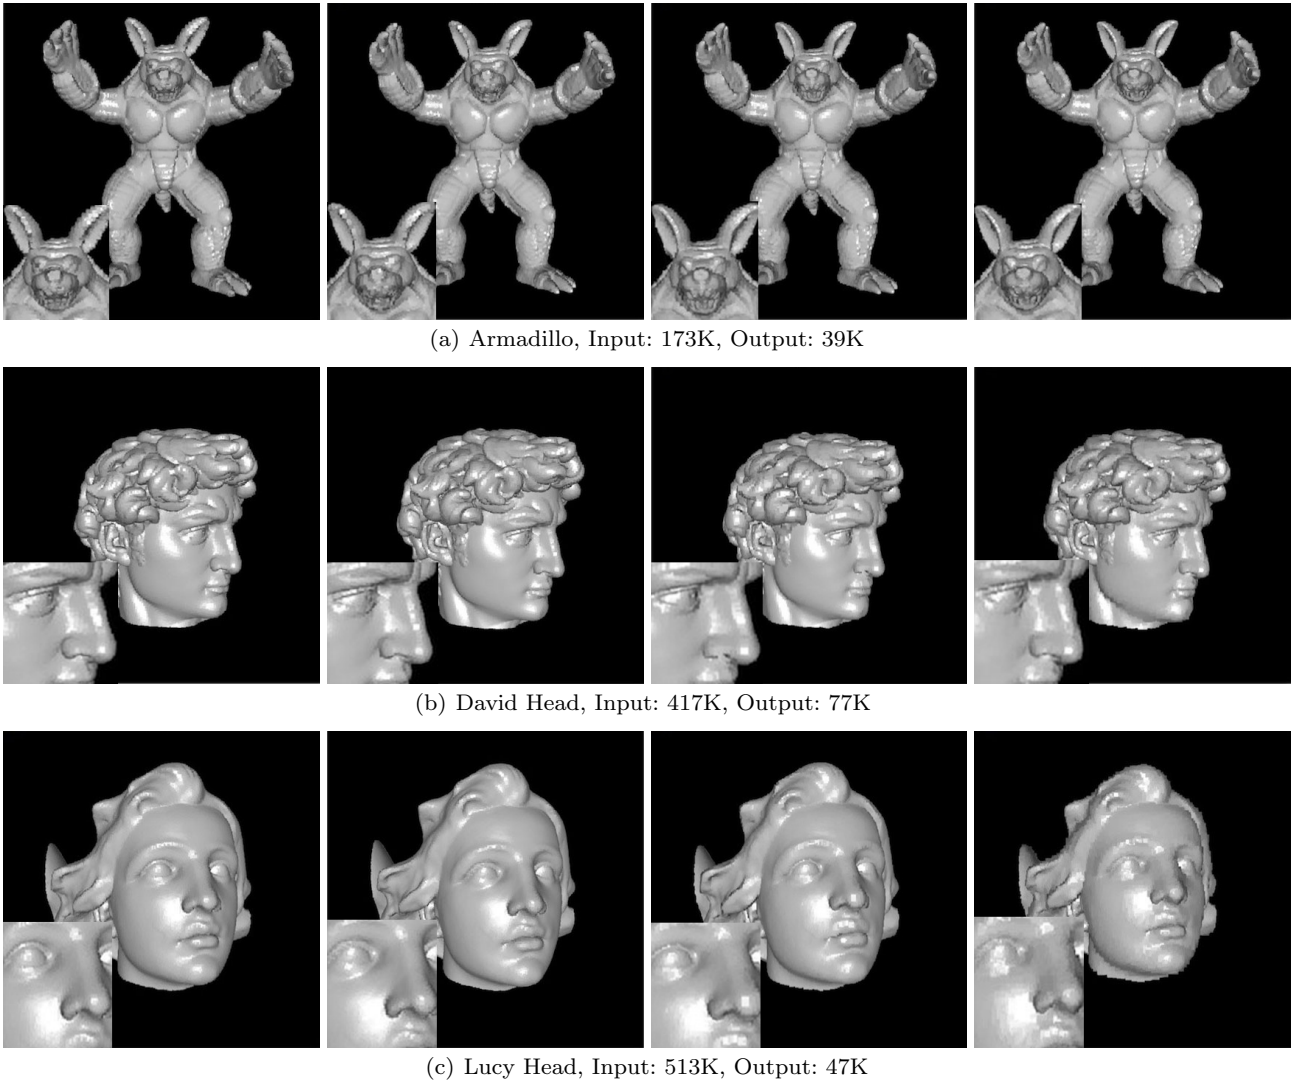 (a) Armadillo, Input: 173K, Output: 39K
(b) David Head, Input: 417K, Output: 77K
(c) Lucy Head, Input: 513K, Output: 47K